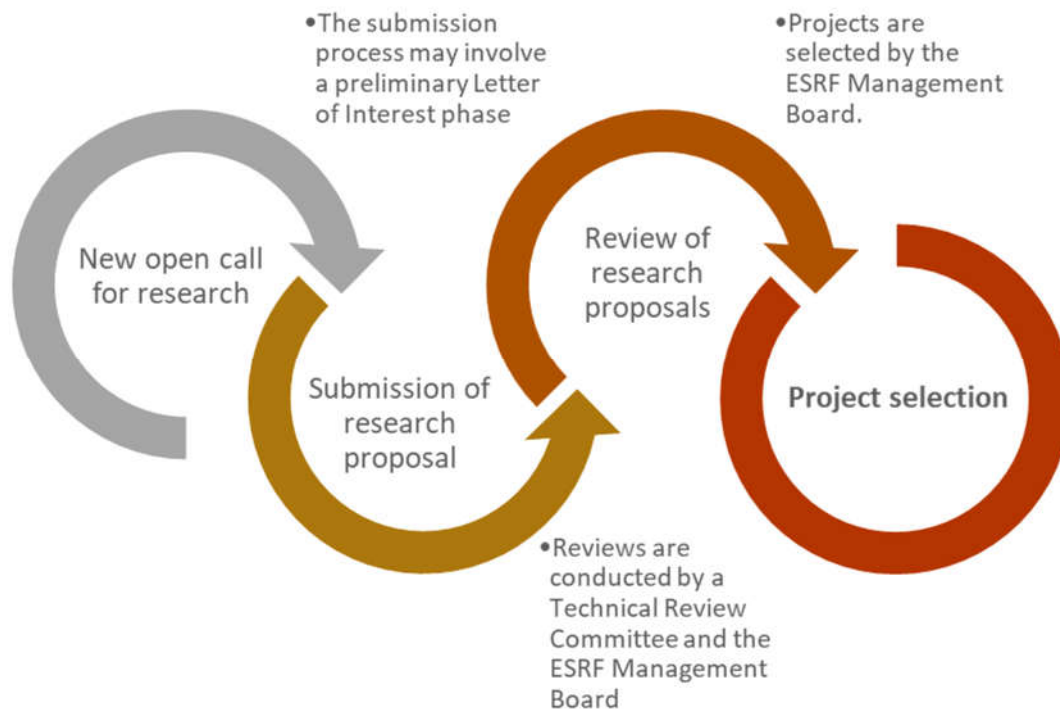 •The submission
process may involve
a preliminary Letter
of Interest phase
•Projects are
selected by the
ESRF Management
Board.
New open call
for research
Review of
research
proposals
Submission of
research
proposal
Project selection
•Reviews are
conducted by a
Technical Review
Committee and the
ESRF Management
Board